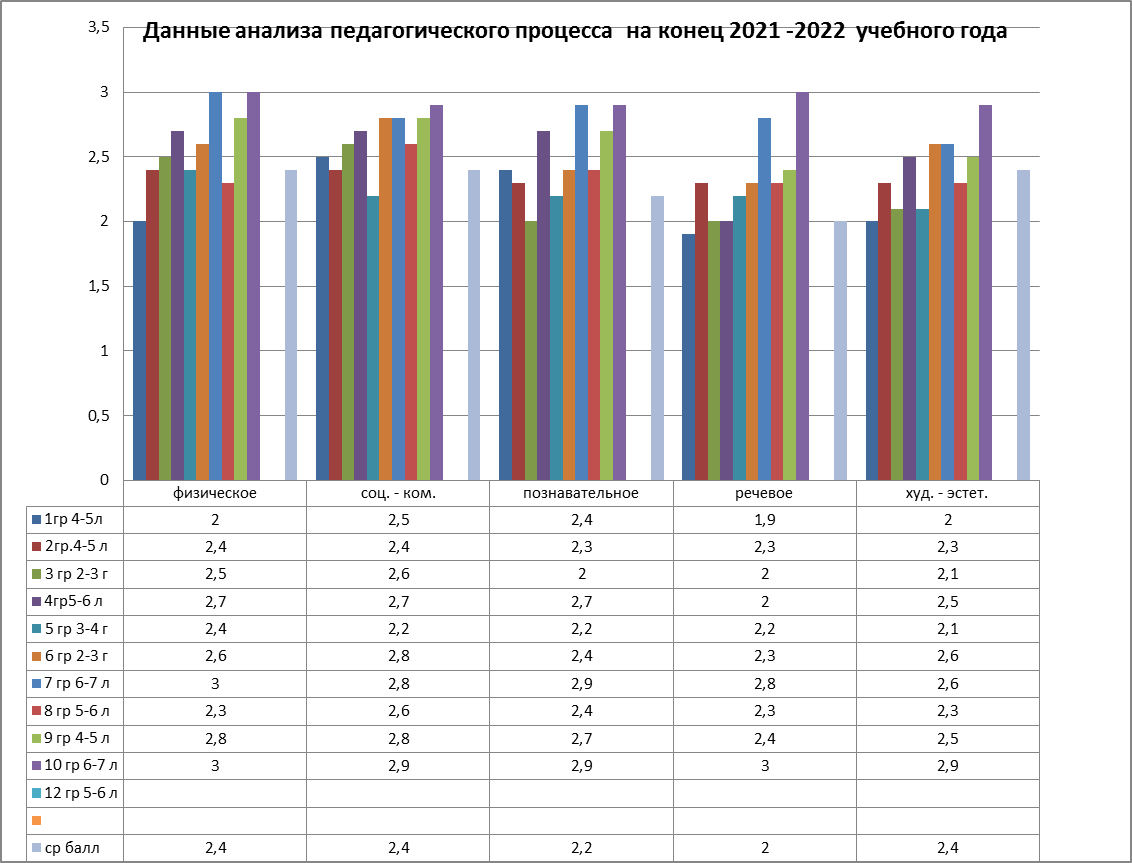 Данные анализа педагогического процесса на конец 2021 -2022 учебного года
3,5
3
2,5
2
1,5
1
0,5
0
физическое соц. - ком. познавательное речевое худ. - эстет.
1гр 4-5л 2 2,5 2,4 1,9 2
2гр.4-5 л 2,4 2,4 2,3 2,3 2,3
3 гр 2-3 г 2,5 2,6 2 2 2,1
4гр5-6 л 2,7 2,7 2,7 2 2,5
5 гр 3-4 г 2,4 2,2 2,2 2,2 2,1
6 гр 2-3 г 2,6 2,8 2,4 2,3 2,6
7 гр 6-7 л 3 2,8 2,9 2,8 2,6
8 гр 5-6 л 2,3 2,6 2,4 2,3 2,3
9 гр 4-5 л 2,8 2,8 2,7 2,4 2,5
10 гр 6-7 л 3 2,9 2,9 3 2,9
12 гр 5-6 л
ср балл 2,4 2,4 2,2 2 2,4